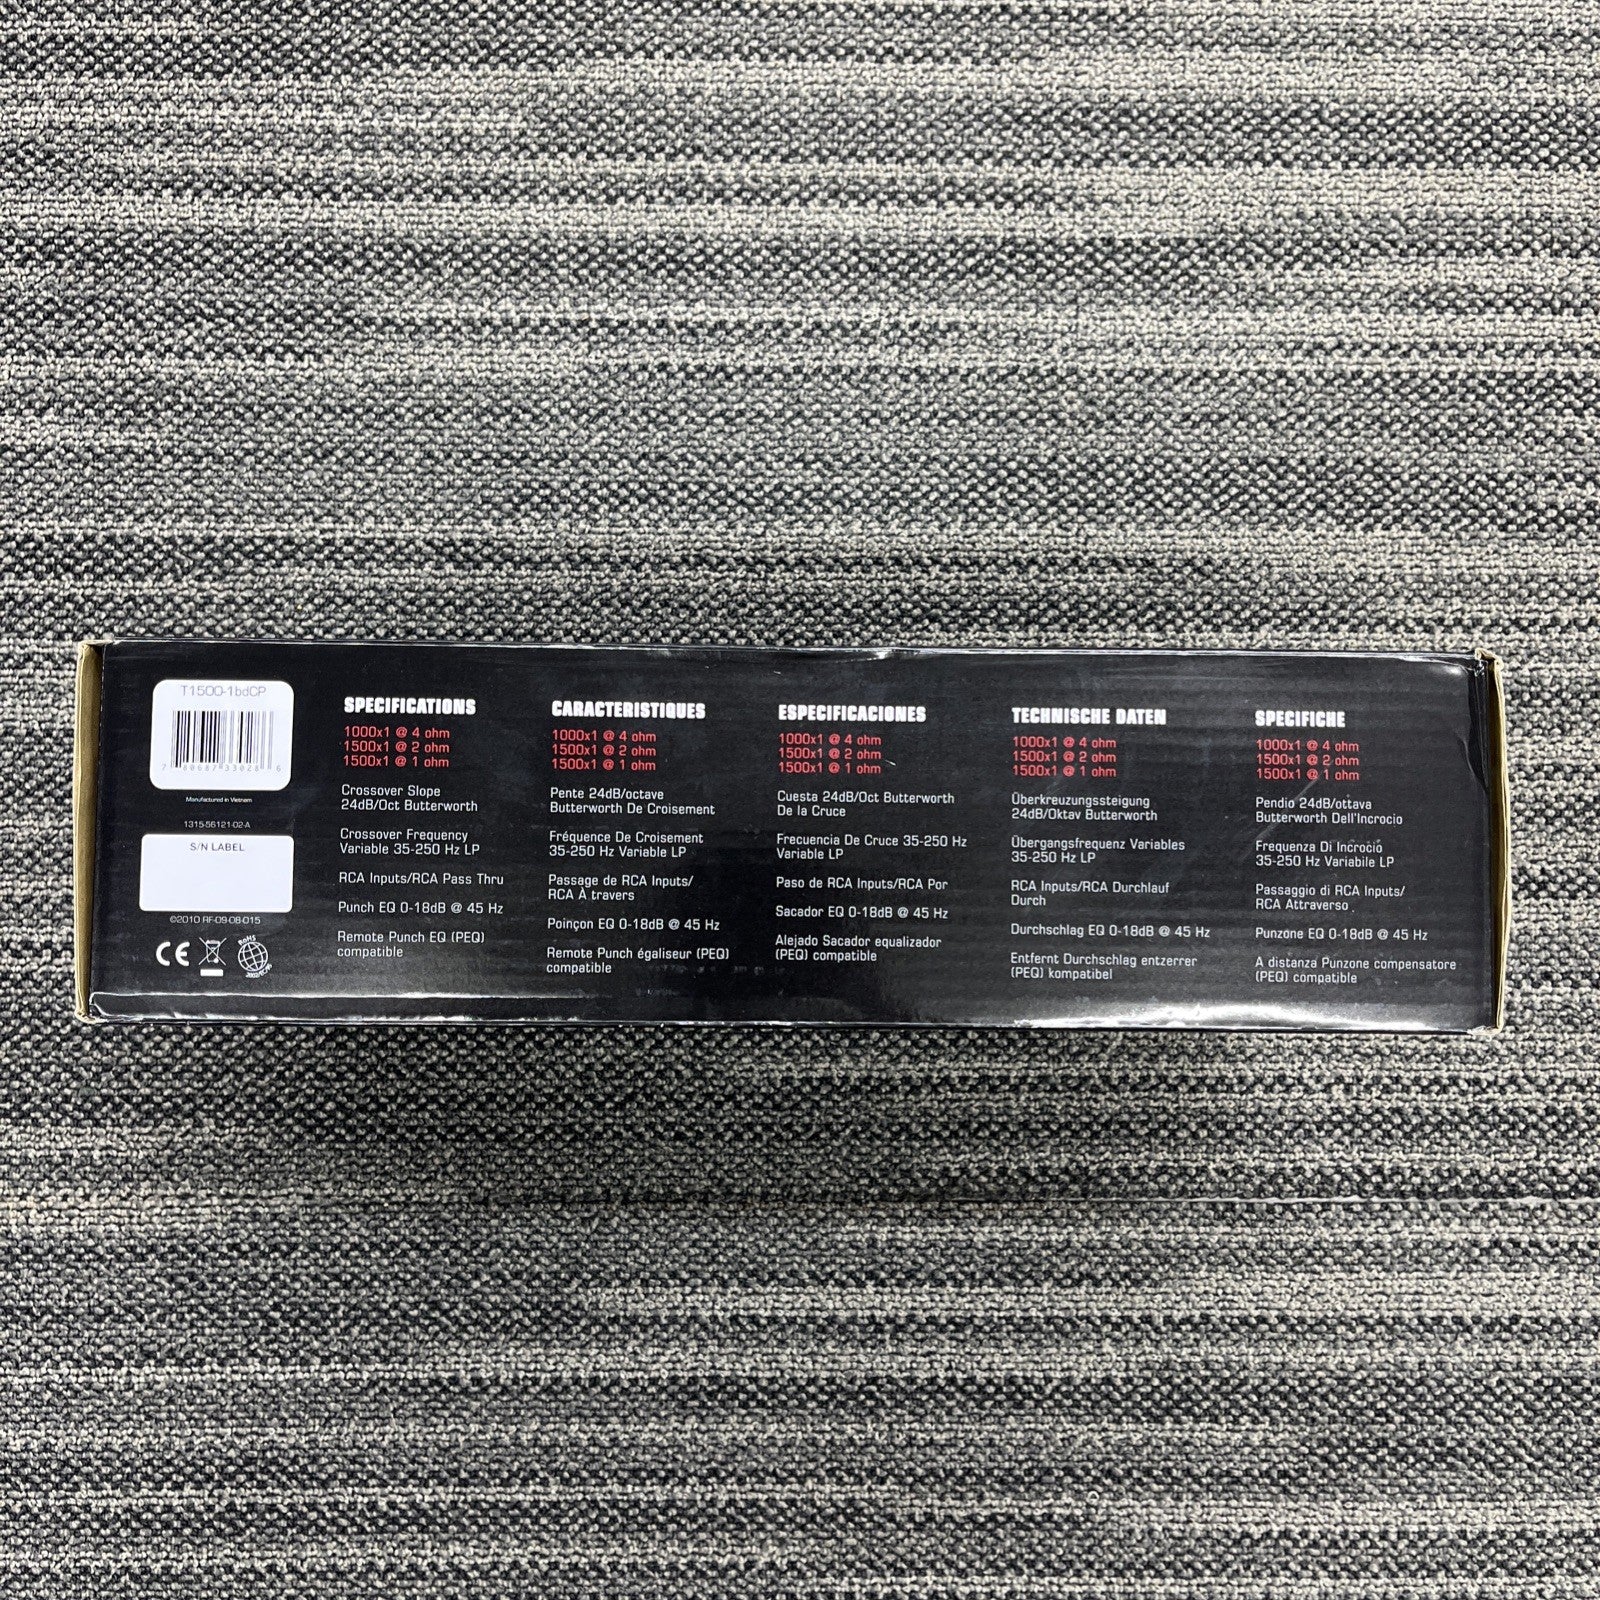 T1500-1bdCP
7 80687 33028 6
Manufactured in Vietnam
1315-56121-02-A
S/N LABEL
©2010 RF-09-08-015
CE
RoHS
2002/95/EC
SPECIFICATIONS
1000x1 @ 4 ohm
1500x1 @ 2 ohm
1500x1 @ 1 ohm
Crossover Slope
24dB/Oct Butterworth
Crossover Frequency
Variable 35-250 Hz LP
RCA Inputs/RCA Pass Thru
Punch EQ 0-18dB @ 45 Hz
Remote Punch EQ (PEQ)
compatible
CARACTERISTIQUES
1000x1 @ 4 ohm
1500x1 @ 2 ohm
1500x1 @ 1 ohm
Pente 24dB/octave
Butterworth De Croisement
Fréquence De Croisement
35-250 Hz Variable LP
Passage de RCA Inputs/
RCA À travers
Poinçon EQ 0-18dB @ 45 Hz
Remote Punch égaliseur (PEQ)
compatible
ESPECIFICACIONES
1000x1 @ 4 ohm
1500x1 @ 2 ohm
1500x1 @ 1 ohm
Cuesta 24dB/Oct Butterworth
De la Cruce
Frecuencia De Cruce 35-250 Hz
Variable LP
Paso de RCA Inputs/RCA Por
Sacador EQ 0-18dB @ 45 Hz
Alejado Sacador equalizador
(PEQ) compatible
TECHNISCHE DATEN
1000x1 @ 4 ohm
1500x1 @ 2 ohm
1500x1 @ 1 ohm
Überkreuzungssteigung
24dB/Oktav Butterworth
Übergangsfrequenz Variables
35-250 Hz LP
RCA Inputs/RCA Durchlauf
Durch
Durchschlag EQ 0-18dB @ 45 Hz
Entfernt Durchschlag entzerrer
(PEQ) kompatibel
SPECIFICHE
1000x1 @ 4 ohm
1500x1 @ 2 ohm
1500x1 @ 1 ohm
Pendio 24dB/ottava
Butterworth Dell'Incrocio
Frequenza Di Incrocio
35-250 Hz Variabile LP
Passaggio di RCA Inputs/
RCA Attraverso
Punzone EQ 0-18dB @ 45 Hz
A distanza Punzone compensatore
(PEQ) compatible